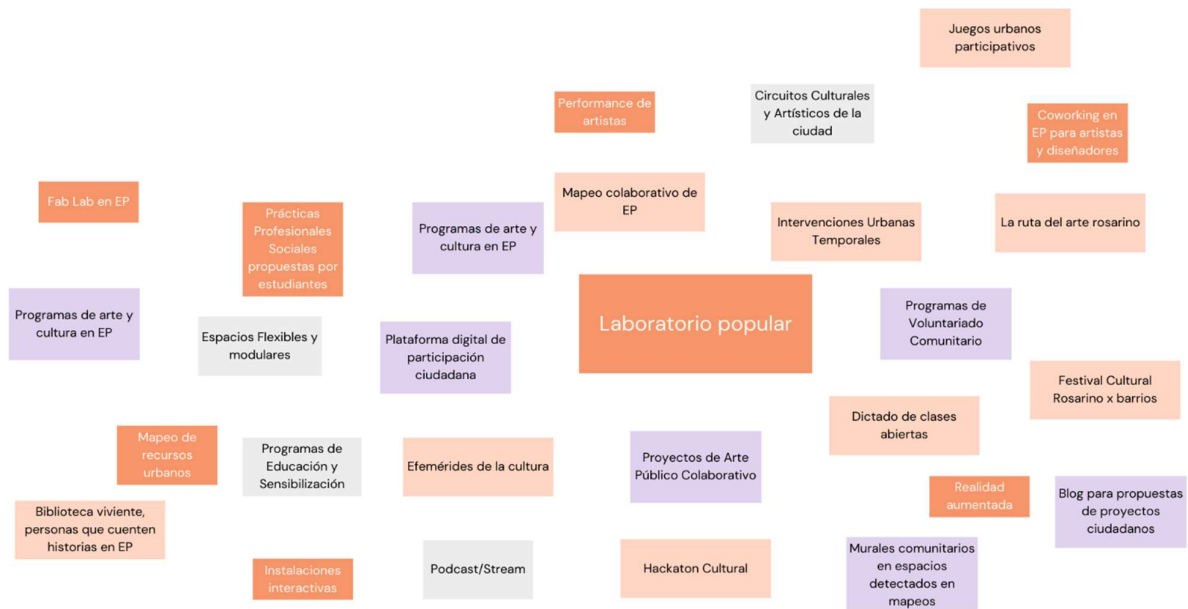 Juegos urbanos
participativos
Performance de
artistas
Circuitos Culturales
y Artísticos de la
ciudad
Coworking en
EP para artistas
y diseñadores
Fab Lab en EP
Prácticas
Profesionales
Sociales
propuestas por
estudiantes
Programas de arte y
cultura en EP
Mapeo colaborativo de
EP
Intervenciones Urbanas
Temporales
La ruta del arte rosarino
Programas de arte y
cultura en EP
Espacios Flexibles y
modulares
Plataforma digital de
participación
ciudadana
Laboratorio popular
Programas de
Voluntariado
Comunitario
Festival Cultural
Rosarino x barrios
Dictado de clases
abiertas
Mapeo de
recursos
urbanos
Programas de
Educación y
Sensibilización
Efemérides de la cultura
Proyectos de Arte
Público Colaborativo
Realidad
aumentada
Blog para propuestas
de proyectos
ciudadanos
Biblioteca viviente,
personas que cuenten
historias en EP
Instalaciones
interactivas
Podcast/Stream
Hackaton Cultural
Murales comunitarios
en espacios
detectados en
mapeos